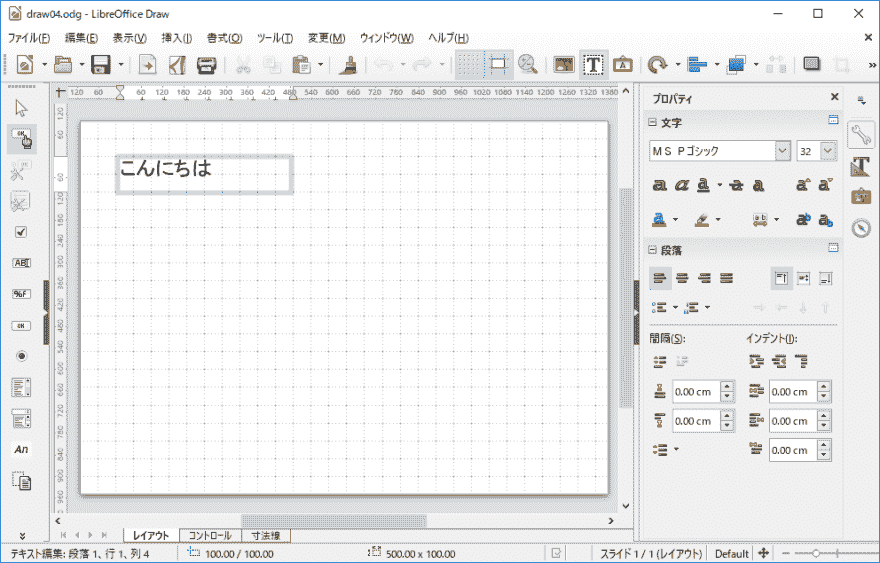 draw04.odg - LibreOffice Draw
ファイル(F) 編集(E) 表示(V) 挿入(I) 書式(O) ツール(T) 変更(M) ウィンドウ(W) ヘルプ(H)
120 60 60 120 180 240 300 360 420 480 540 600 660 720 780 840 900 960 1020 1080 1140 1200 1260 1320 1380
こんにちは
プロパティ
文字
ＭＳ Ｐゴシック 32
段落
間隔(S): インデント(I):
0.00 cm 0.00 cm
0.00 cm 0.00 cm
0.00 cm
レイアウト コントロール 寸法線
テキスト編集: 段落 1、行 1、列 4 100.00 / 100.00 500.00 x 100.00 スライド 1 / 1 (レイアウト) Default